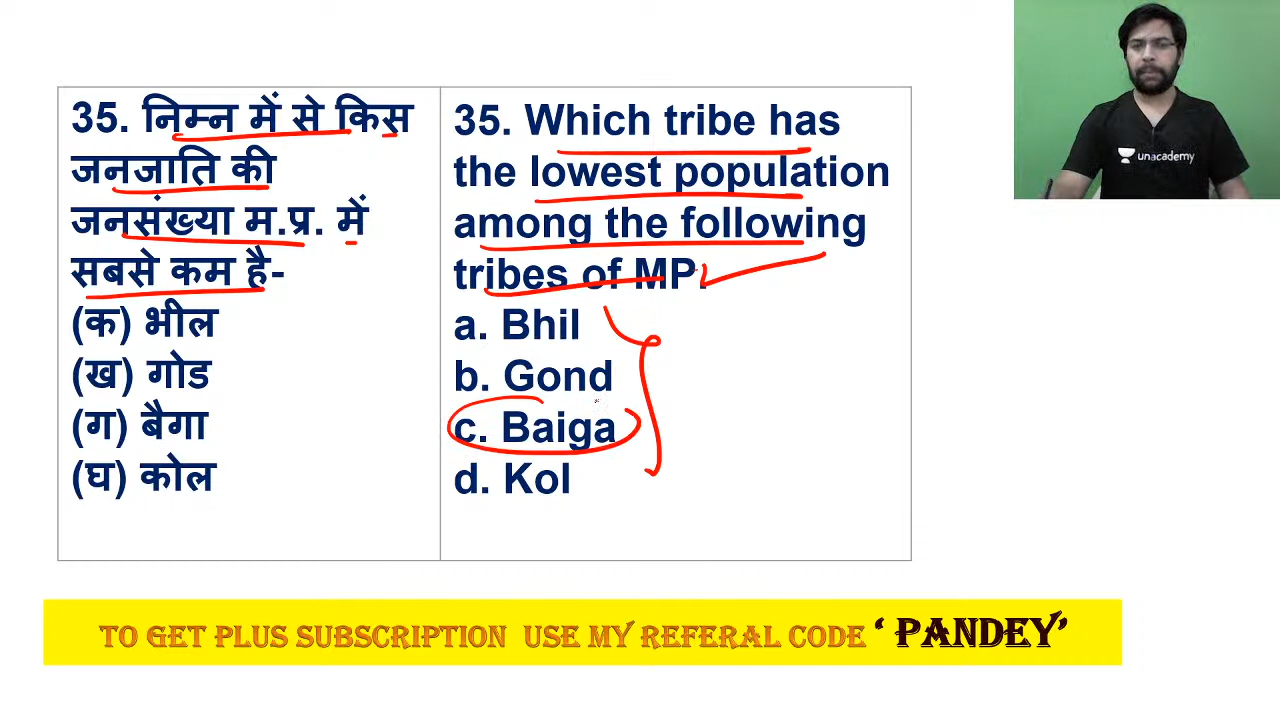 35. निम्न में से किस
जनजाति की
जनसंख्या म.प्र. में
सबसे कम है-
(क) भील
(ख) गोड
(ग) बैगा
(घ) कोल
35. Which tribe has
the lowest population
among the following
tribes of MP.
a. Bhil
b. Gond
c. Baiga
d. Kol
unacademy
TO GET PLUS SUBSCRIPTION USE MY REFERAL CODE ‘ PANDEY’